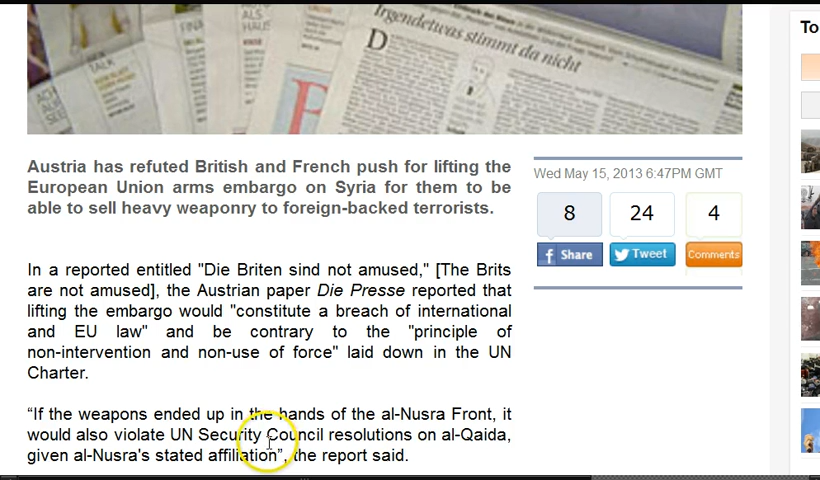 Irgendetwas stimmt da nicht
Austria has refuted British and French push for lifting the
European Union arms embargo on Syria for them to be
able to sell heavy weaponry to foreign-backed terrorists.
Wed May 15, 2013 6:47PM GMT
8 24 4
Share Tweet Comments
In a reported entitled "Die Briten sind not amused," [The Brits
are not amused], the Austrian paper Die Presse reported that
lifting the embargo would "constitute a breach of international
and EU law" and be contrary to the "principle of
non-intervention and non-use of force" laid down in the UN
Charter.
“If the weapons ended up in the hands of the al-Nusra Front, it
would also violate UN Security Council resolutions on al-Qaida,
given al-Nusra's stated affiliation”, the report said.
To